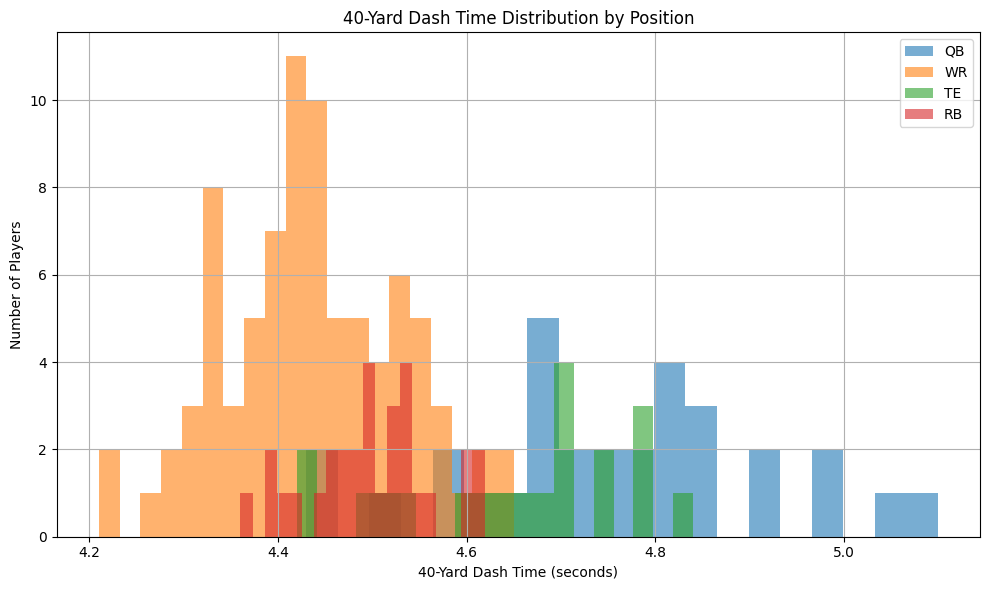 40-Yard Dash Time Distribution by Position
QB
WR
TE
RB
Number of Players
10
8
6
4
2
0
4.2 4.4 4.6 4.8 5.0
40-Yard Dash Time (seconds)